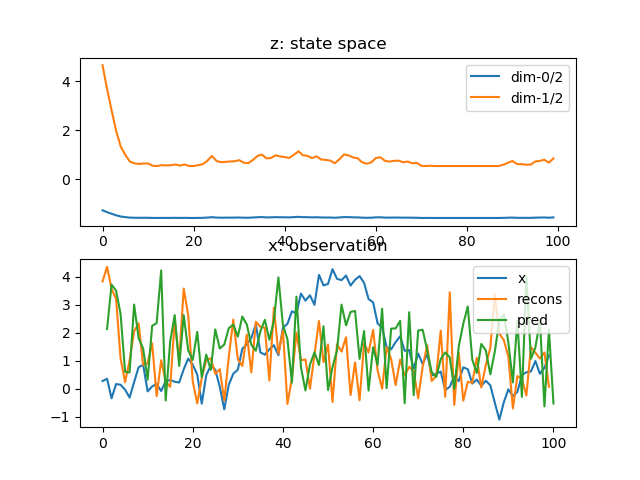 z: state space
dim-0/2
dim-1/2
4
2
0
0 20 40 60 80 100
x: observation
x
recons
pred
4
3
2
1
0
−1
0 20 40 60 80 100